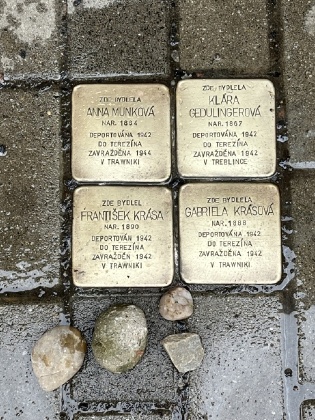 ZDE BYDLELA
ANNA MUNKOVÁ
NAR. 1884
DEPORTOVÁNA 1942
DO TEREZÍNA
ZAVRAŽDĚNA 1944
V TRAWNIKI
ZDE BYDLELA
KLÁRA
GEDULINGEROVÁ
NAR. 1867
DEPORTOVÁNA 1942
DO TEREZÍNA
ZAVRAŽDĚNA 1942
V TREBLINCE
ZDE BYDLEL
FRANTIŠEK KRÁSA
NAR. 1890
DEPORTOVÁN 1942
DO TEREZÍNA
ZAVRAŽDĚN 1942
V TRAWNIKI
ZDE BYDLELA
GABRIELA KRÁSOVÁ
NAR. 1888
DEPORTOVÁNA 1942
DO TEREZÍNA
ZAVRAŽDĚNA 1942
V TRAWNIKI